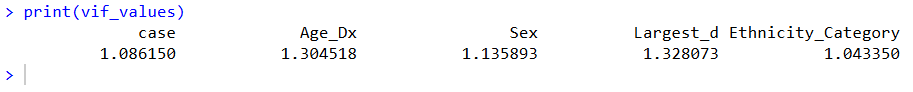 > print(vif_values)
case Age_Dx Sex Largest_d Ethnicity_Category
1.086150 1.304518 1.135893 1.328073 1.043350
>